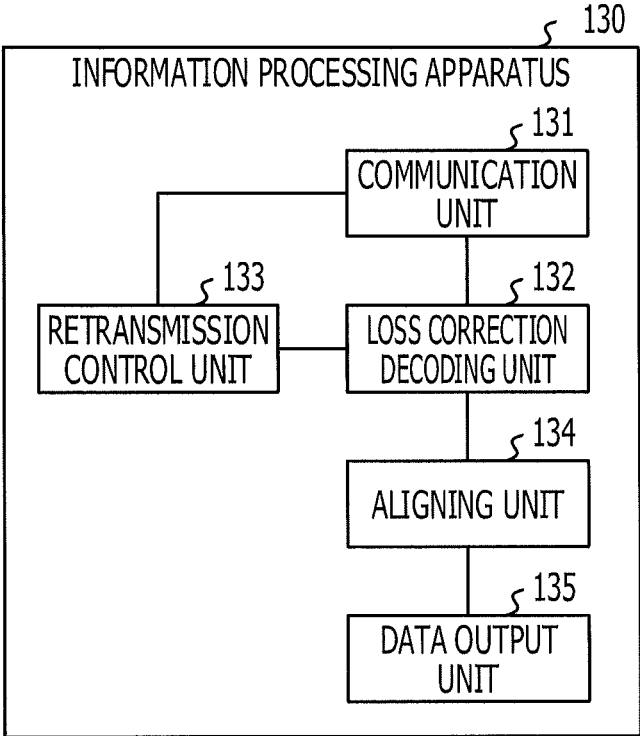 130
INFORMATION PROCESSING APPARATUS
131
COMMUNICATION
UNIT
133
RETRANSMISSION
CONTROL UNIT
132
LOSS CORRECTION
DECODING UNIT
134
ALIGNING UNIT
135
DATA OUTPUT
UNIT